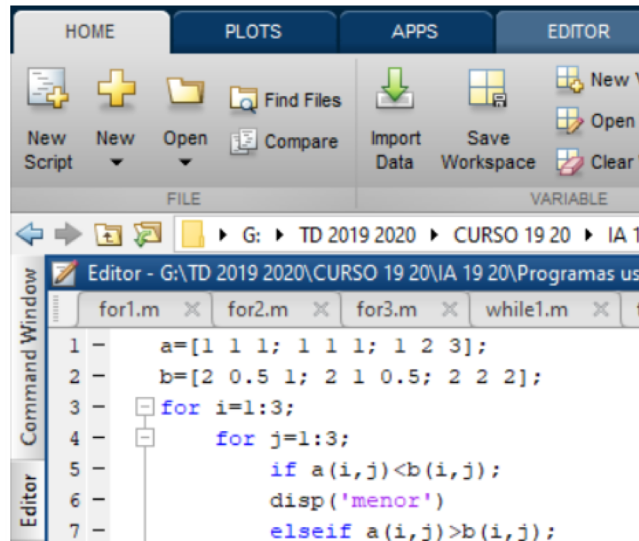 HOME PLOTS APPS EDITOR
New Script
New
Open
Find Files
Compare
Import Data
Save Workspace
New
Open
Clear
FILE VARIABLE
G: TD 2019 2020 CURSO 19 20 IA 1
Command Window
Editor
Editor - G:\TD 2019 2020\CURSO 19 20\IA 19 20\Programas us
for1.m for2.m for3.m while1.m
1 a=[1 1 1; 1 1 1; 1 2 3];
2 b=[2 0.5 1; 2 1 0.5; 2 2 2];
3 for i=1:3;
4 for j=1:3;
5 if a(i,j)<b(i,j);
6 disp('menor')
7 elseif a(i,j)>b(i,j);